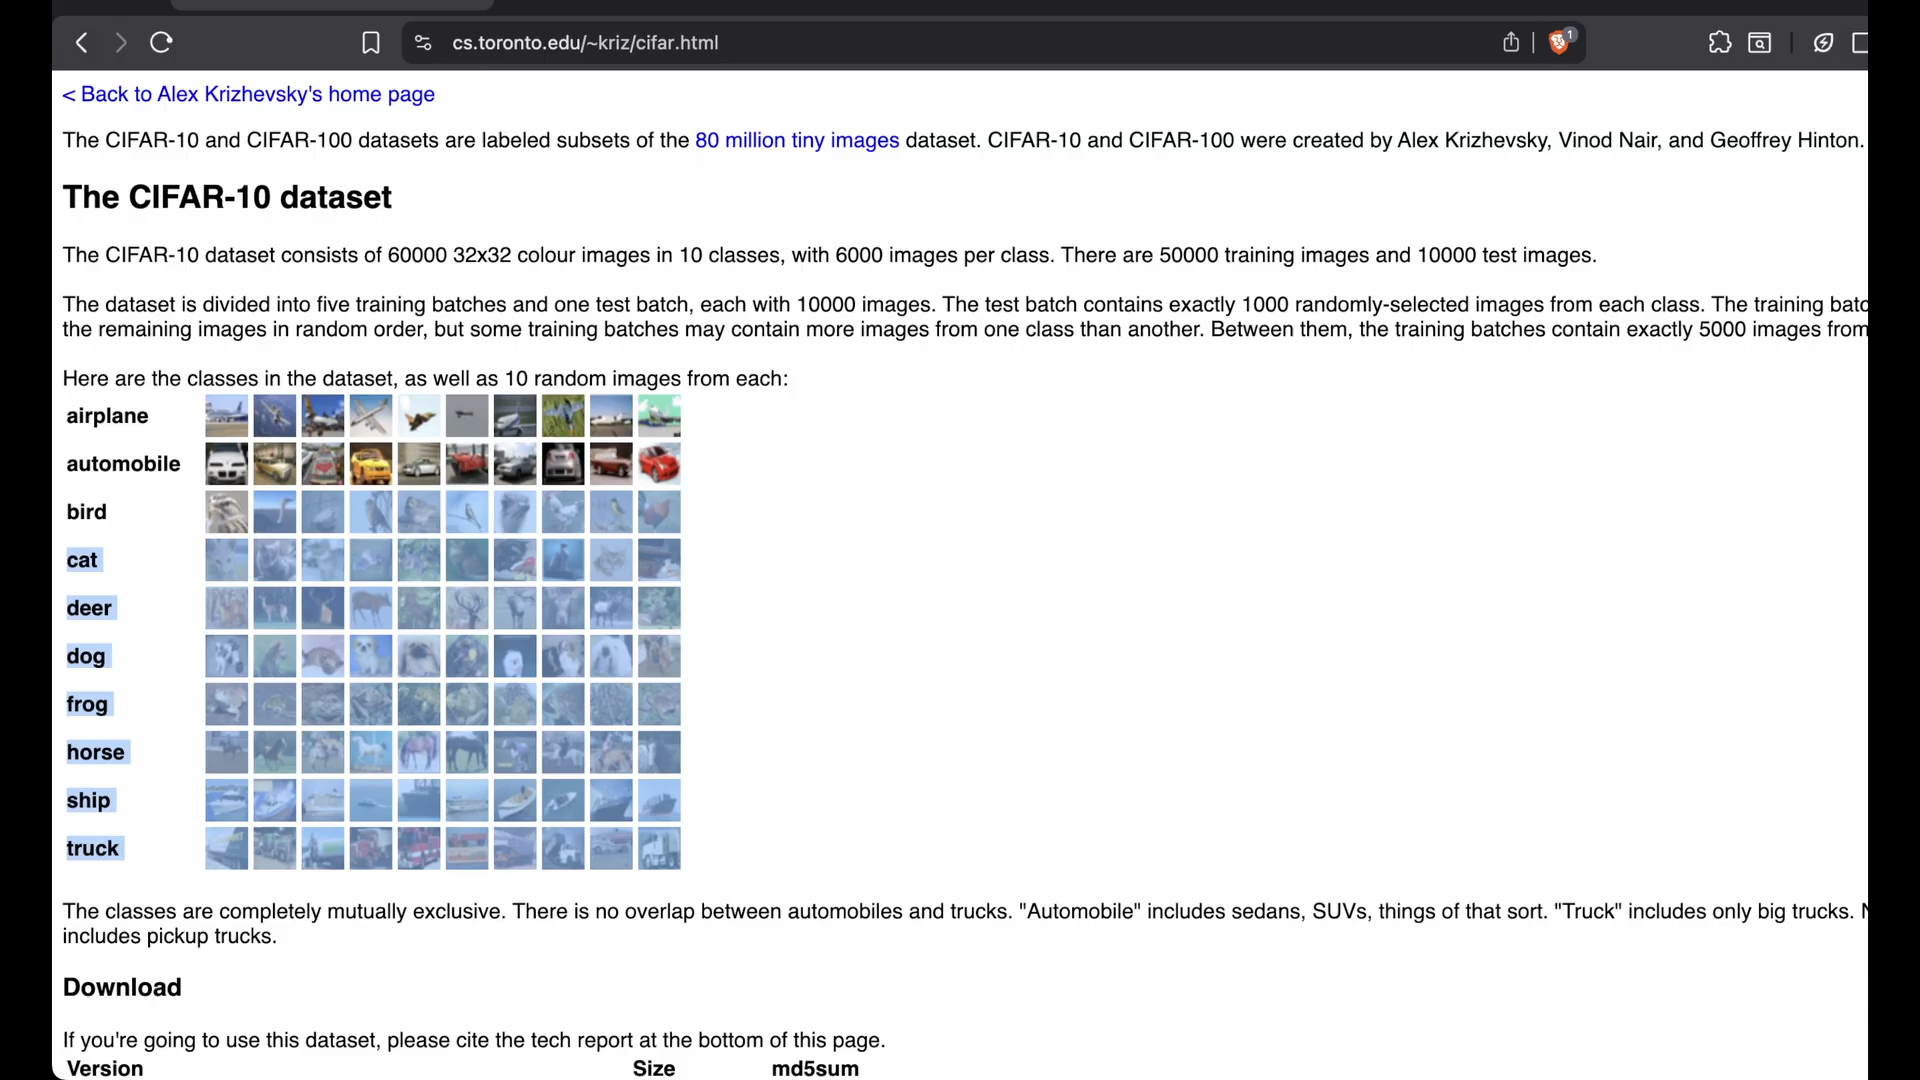 cs.toronto.edu/~kriz/cifar.html
1
< Back to Alex Krizhevsky's home page
The CIFAR-10 and CIFAR-100 datasets are labeled subsets of the 80 million tiny images dataset. CIFAR-10 and CIFAR-100 were created by Alex Krizhevsky, Vinod Nair, and Geoffrey Hinton.
The CIFAR-10 dataset
The CIFAR-10 dataset consists of 60000 32x32 colour images in 10 classes, with 6000 images per class. There are 50000 training images and 10000 test images.
The dataset is divided into five training batches and one test batch, each with 10000 images. The test batch contains exactly 1000 randomly-selected images from each class. The training batc
the remaining images in random order, but some training batches may contain more images from one class than another. Between them, the training batches contain exactly 5000 images from
Here are the classes in the dataset, as well as 10 random images from each:
airplane
automobile
bird
cat
deer
dog
frog
horse
ship
truck
The classes are completely mutually exclusive. There is no overlap between automobiles and trucks. "Automobile" includes sedans, SUVs, things of that sort. "Truck" includes only big trucks. N
includes pickup trucks.
Download
If you're going to use this dataset, please cite the tech report at the bottom of this page.
Version Size md5sum